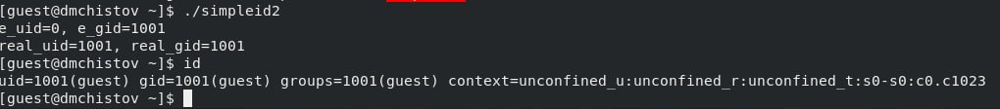 [guest@dmchistov ~]$ ./simpleid2
e_uid=0, e_gid=1001
real_uid=1001, real_gid=1001
[guest@dmchistov ~]$ id
uid=1001(guest) gid=1001(guest) groups=1001(guest) context=unconfined_u:unconfined_r:unconfined_t:s0-s0:c0.c1023
[guest@dmchistov ~]$